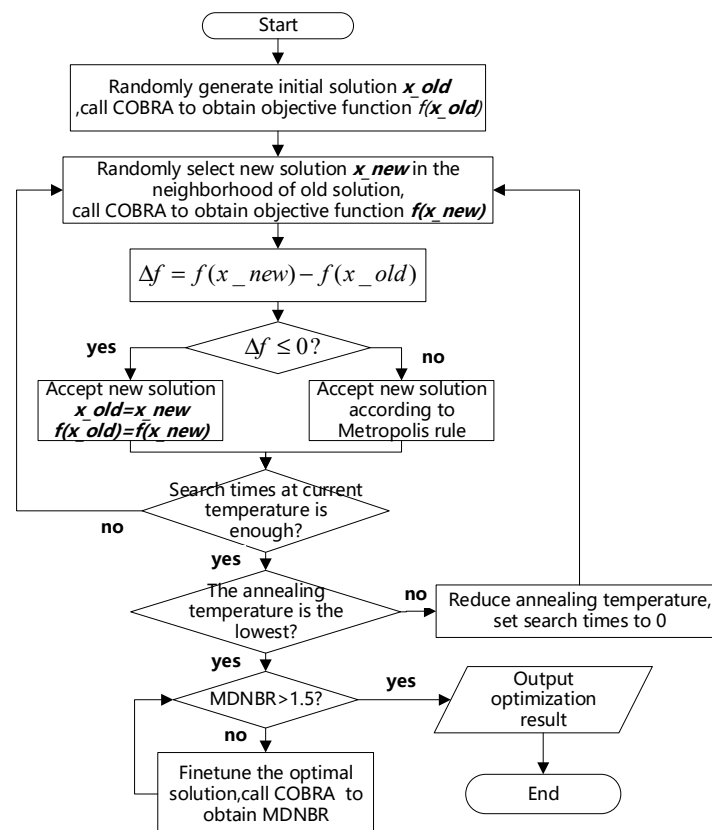 Start
Randomly generate initial solution x_old
,call COBRA to obtain objective function f(x_old)
Randomly select new solution x_new in the
neighborhood of old solution,
call COBRA to obtain objective function f(x_new)
Δf = f(x_new) − f(x_old)
Δf ≤ 0?
yes
no
Accept new solution
x_old=x_new
f(x_old)=f(x_new)
Accept new solution
according to
Metropolis rule
Search times at current
temperature is
enough?
no
yes
The annealing
temperature is the
lowest?
no
Reduce annealing temperature,
set search times to 0
yes
MDNBR>1.5?
yes
Output
optimization
result
no
Finetune the optimal
solution,call COBRA to
obtain MDNBR
End